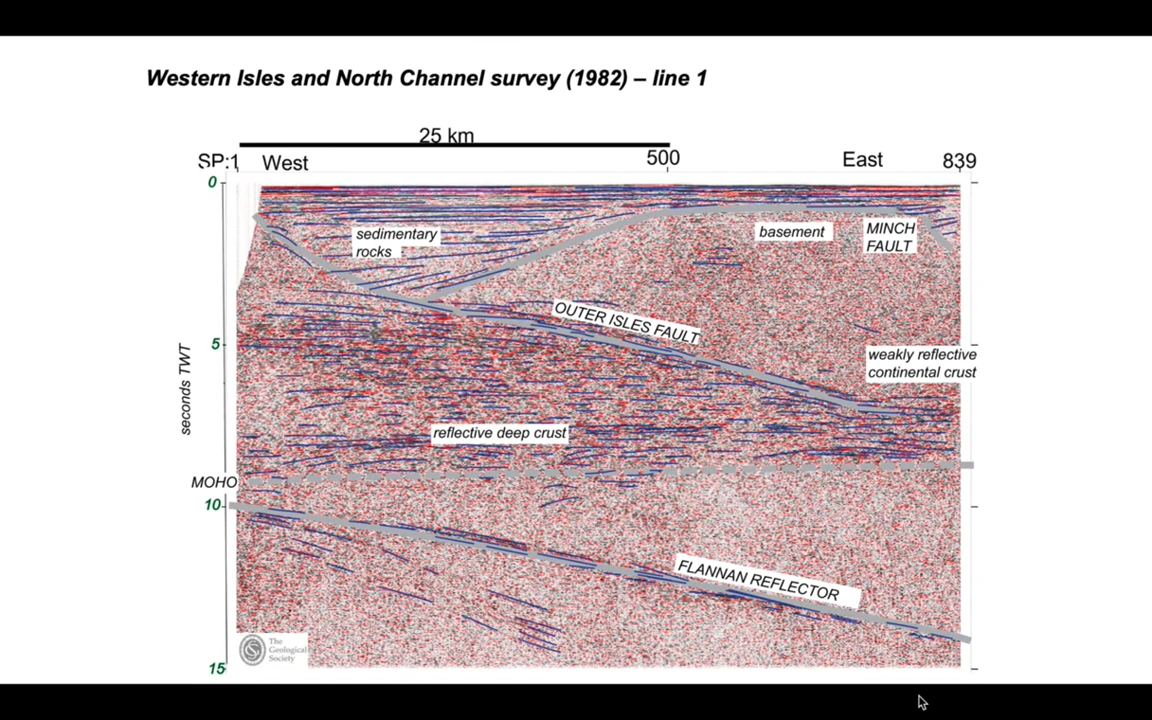 Western Isles and North Channel survey (1982) – line 1
25 km
SP:1 West 500 East 839
0
sedimentary
rocks
basement
MINCH
FAULT
OUTER ISLES FAULT
5
weakly reflective
continental crust
seconds TWT
reflective deep crust
MOHO
10
FLANNAN REFLECTOR
The
Geological
Society
15